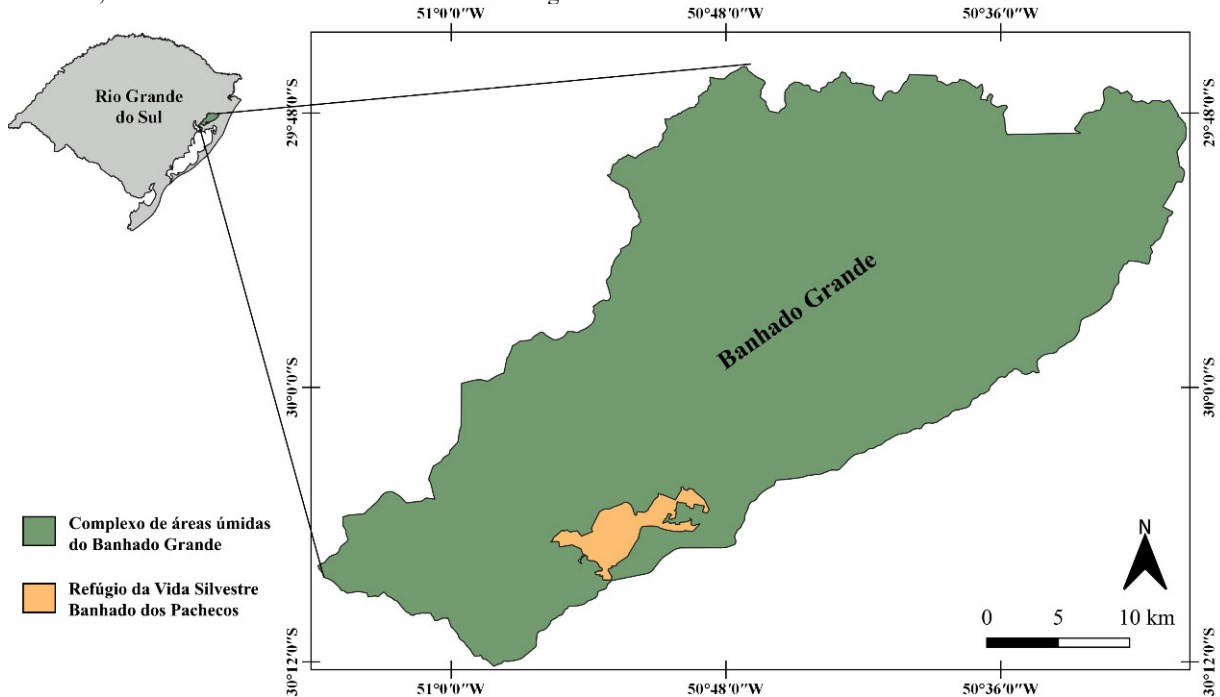 51°0'0"W
50°48'0"W
50°36'0"W
Rio Grande
do Sul
29°48'0"S
29°48'0"S
Banhado Grande
30°0'0"S
30°0'0"S
Complexo de áreas úmidas
do Banhado Grande
Refúgio da Vida Silvestre
Banhado dos Pachecos
N
0 5 10 km
30°12'0"S
30°12'0"S
51°0'0"W
50°48'0"W
50°36'0"W